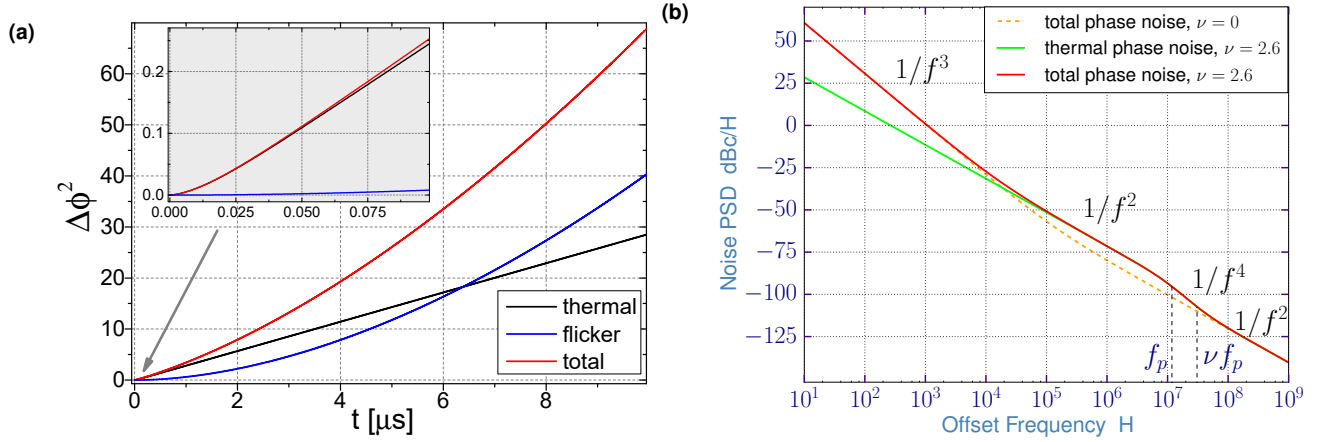 (a)
Δϕ²
60
50
40
30
20
10
0
0.2
0.1
0.0
0.000 0.025 0.050 0.075
thermal
flicker
total
0 2 4 6 8
t [µs]
(b)
Noise PSD dBc/H
50
25
0
−25
−50
−75
−100
−125
total phase noise, ν = 0
thermal phase noise, ν = 2.6
total phase noise, ν = 2.6
1/f³
1/f²
1/f⁴
1/f²
f_p νf_p
10¹ 10² 10³ 10⁴ 10⁵ 10⁶ 10⁷ 10⁸ 10⁹
Offset Frequency H